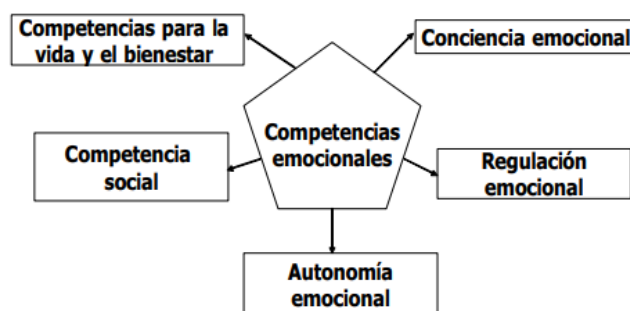 Competencias para la
vida y el bienestar
Conciencia emocional
Competencias
emocionales
Competencia
social
Regulación
emocional
Autonomía
emocional